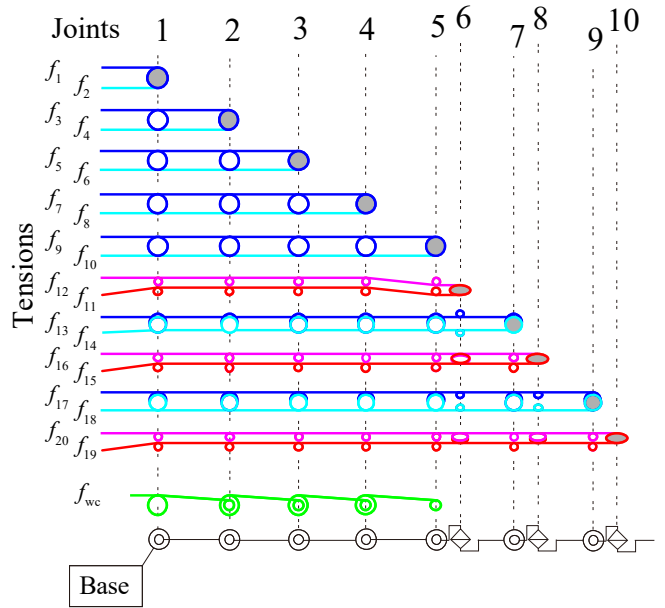 Joints 1 2 3 4 5 6 7 8 9 10
Tensions
f1 f2
f3 f4
f5 f6
f7 f8
f9 f10
f12 f11
f13 f14
f16 f15
f17 f18
f20 f19
fwc
Base